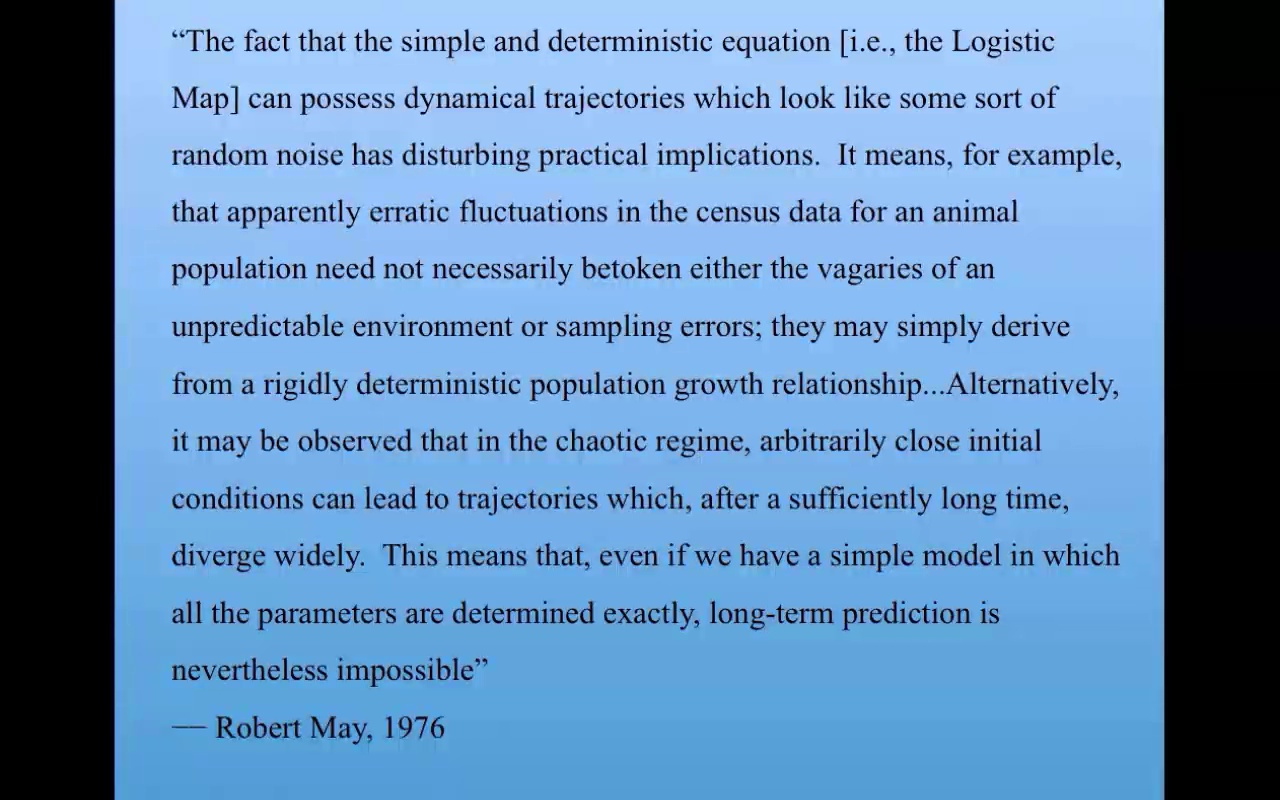 “The fact that the simple and deterministic equation [i.e., the Logistic
Map] can possess dynamical trajectories which look like some sort of
random noise has disturbing practical implications.  It means, for example,
that apparently erratic fluctuations in the census data for an animal
population need not necessarily betoken either the vagaries of an
unpredictable environment or sampling errors; they may simply derive
from a rigidly deterministic population growth relationship...Alternatively,
it may be observed that in the chaotic regime, arbitrarily close initial
conditions can lead to trajectories which, after a sufficiently long time,
diverge widely.  This means that, even if we have a simple model in which
all the parameters are determined exactly, long-term prediction is
nevertheless impossible”
— Robert May, 1976